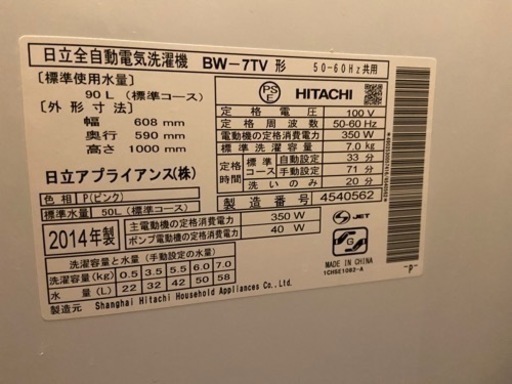 日立全自動電気洗濯機 BW-7TV 形 50-60Hz共用
〔標準使用水量〕
90L(標準コース)
〔外形寸法〕
幅 608 mm
奥行 590 mm
高さ 1000 mm
日立アプライアンス(株)
色相 P(ピンク)
標準水量 50L(標準コース)
PSE HITACHI
定格電圧 100 V
定格周波数 50-60 Hz
電動機の定格消費電力 350 W
標準洗濯容量 7.0 kg
定格時間 標準自動設定 33 分
標準手動設定 71 分
洗いのみ 20 分
製造番号 4540562
2014年製
主電動機の定格消費電力 350 W
ポンプ電動機の定格消費電力 40 W
S JET
洗濯容量と水量 (手動設定の水量)
洗濯容量(kg) 0.5 3.5 5.5 6.0 7.0
水量(L) 22 32 42 50 58
製造元 Shanghai Hitachi Household Appliances Co., Ltd.
MADE IN CHINA
1CH5E1082-A
-P-